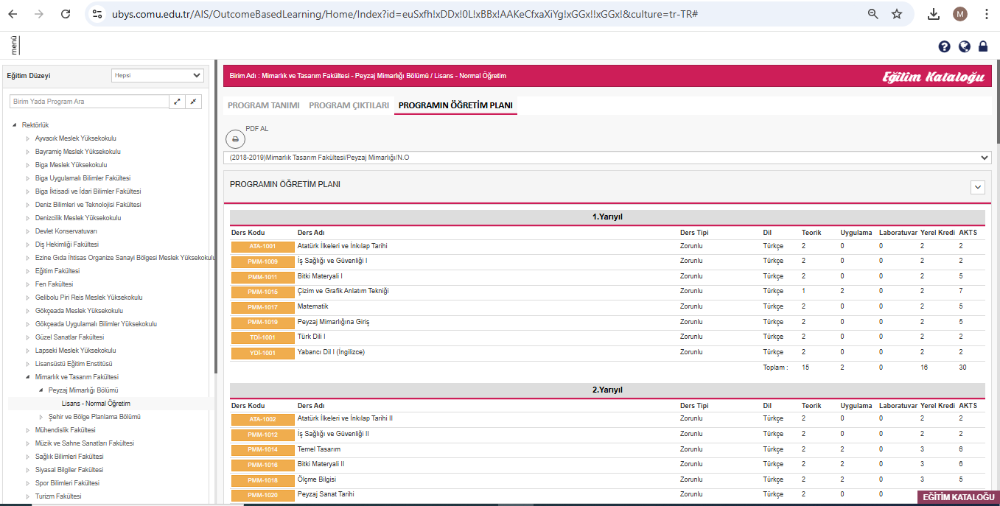 ubys.comu.edu.tr/AIS/OutcomeBasedLearning/Home/Index?id=euSxfh!xDDx!0L!xBBx!AAKeCfxaXiYg!xGGx!!xGGx!&culture=tr-TR#
M
menü
Eğitim Düzeyi
Hepsi
Birim Yada Program Ara
Rektörlük
Ayvacık Meslek Yüksekokulu
Bayramiç Meslek Yüksekokulu
Biga Meslek Yüksekokulu
Biga Uygulamalı Bilimler Fakültesi
Biga İktisadi ve İdari Bilimler Fakültesi
Deniz Bilimleri ve Teknolojisi Fakültesi
Denizcilik Meslek Yüksekokulu
Devlet Konservatuvarı
Diş Hekimliği Fakültesi
Ezine Gıda İhtisas Organize Sanayi Bölgesi Meslek Yüksekokulu
Eğitim Fakültesi
Fen Fakültesi
Gelibolu Piri Reis Meslek Yüksekokulu
Gökçeada Meslek Yüksekokulu
Gökçeada Uygulamalı Bilimler Yüksekokulu
Güzel Sanatlar Fakültesi
Lapseki Meslek Yüksekokulu
Lisansüstü Eğitim Enstitüsü
Mimarlık ve Tasarım Fakültesi
Peyzaj Mimarlığı Bölümü
Lisans - Normal Öğretim
Şehir ve Bölge Planlama Bölümü
Mühendislik Fakültesi
Müzik ve Sahne Sanatları Fakültesi
Sağlık Bilimleri Fakültesi
Siyasal Bilgiler Fakültesi
Spor Bilimleri Fakültesi
Turizm Fakültesi
Birim Adı : Mimarlık ve Tasarım Fakültesi - Peyzaj Mimarlığı Bölümü / Lisans - Normal Öğretim
Eğitim Kataloğu
PROGRAM TANIMI PROGRAM ÇIKTILARI PROGRAMIN ÖĞRETİM PLANI
PDF AL
(2018-2019)Mimarlık Tasarım Fakültesi/Peyzaj Mimarlığı/N.O
PROGRAMIN ÖĞRETİM PLANI
1.Yarıyıl
Ders Kodu Ders Adı Ders Tipi Dil Teorik Uygulama Laboratuvar Yerel Kredi AKTS
ATA-1001 Atatürk İlkeleri ve İnkılap Tarihi Zorunlu Türkçe 2 0 0 2 2
PMM-1009 İş Sağlığı ve Güvenliği I Zorunlu Türkçe 2 0 0 2 2
PMM-1011 Bitki Materyali I Zorunlu Türkçe 2 0 0 2 5
PMM-1015 Çizim ve Grafik Anlatım Tekniği Zorunlu Türkçe 1 2 0 2 7
PMM-1017 Matematik Zorunlu Türkçe 2 0 0 2 5
PMM-1019 Peyzaj Mimarlığına Giriş Zorunlu Türkçe 2 0 0 2 5
TDİ-1001 Türk Dili I Zorunlu Türkçe 2 0 0 2 2
YDİ-1001 Yabancı Dil I (İngilizce) Zorunlu Türkçe 2 0 0 2 2
Toplam : 15 2 0 16 30
2.Yarıyıl
Ders Kodu Ders Adı Ders Tipi Dil Teorik Uygulama Laboratuvar Yerel Kredi AKTS
ATA-1002 Atatürk İlkeleri ve İnkılap Tarihi II Zorunlu Türkçe 2 0 0 2 2
PMM-1012 İş Sağlığı ve Güvenliği II Zorunlu Türkçe 2 0 0 2 2
PMM-1014 Temel Tasarım Zorunlu Türkçe 2 2 0 3 6
PMM-1016 Bitki Materyali II Zorunlu Türkçe 2 2 0 3 6
PMM-1018 Ölçme Bilgisi Zorunlu Türkçe 2 2 0 3 5
PMM-1020 Peyzaj Sanat Tarihi Zorunlu Türkçe 2 0 0
EĞİTİM KATALOĞU